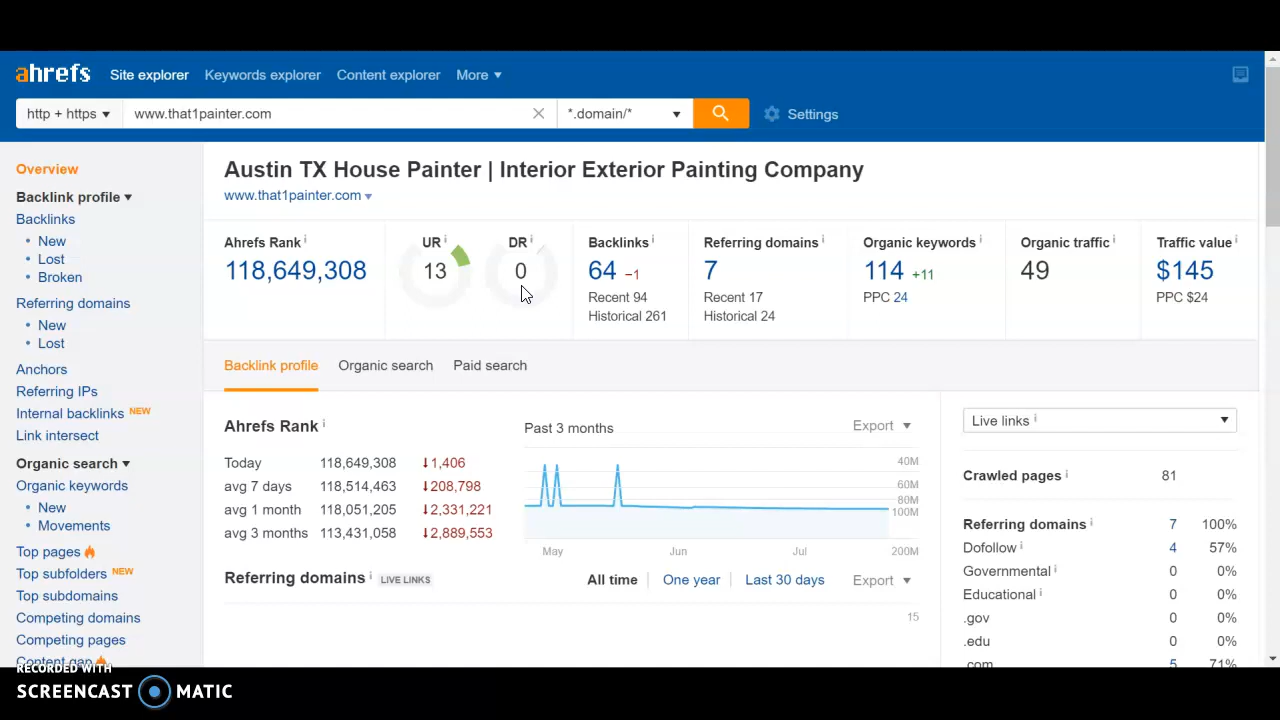 ahrefs Site explorer Keywords explorer Content explorer More
http + https www.that1painter.com *.domain/* Settings
Overview
Backlink profile
Backlinks
• New
• Lost
• Broken
Referring domains
• New
• Lost
Anchors
Referring IPs
Internal backlinks NEW
Link intersect
Organic search
Organic keywords
• New
• Movements
Top pages
Top subfolders NEW
Top subdomains
Competing domains
Competing pages
Content gap
Austin TX House Painter | Interior Exterior Painting Company
www.that1painter.com
Ahrefs Rank i
118,649,308
UR i
13
DR i
0
Backlinks i
64 −1
Recent 94
Historical 261
Referring domains i
7
Recent 17
Historical 24
Organic keywords i
114 +11
PPC 24
Organic traffic i
49
Traffic value i
$145
PPC $24
Backlink profile Organic search Paid search
Ahrefs Rank i
Today 118,649,308 ↓1,406
avg 7 days 118,514,463 ↓208,798
avg 1 month 118,051,205 ↓2,331,221
avg 3 months 113,431,058 ↓2,889,553
Past 3 months Export
40M
60M
80M
100M
200M
May Jun Jul
Referring domains i LIVE LINKS All time One year Last 30 days Export
15
Live links i
Crawled pages i 81
Referring domains i 7 100%
Dofollow i 4 57%
Governmental i 0 0%
Educational i 0 0%
.gov 0 0%
.edu 0 0%
.com 5 71%
RECORDED WITH
SCREENCAST MATIC